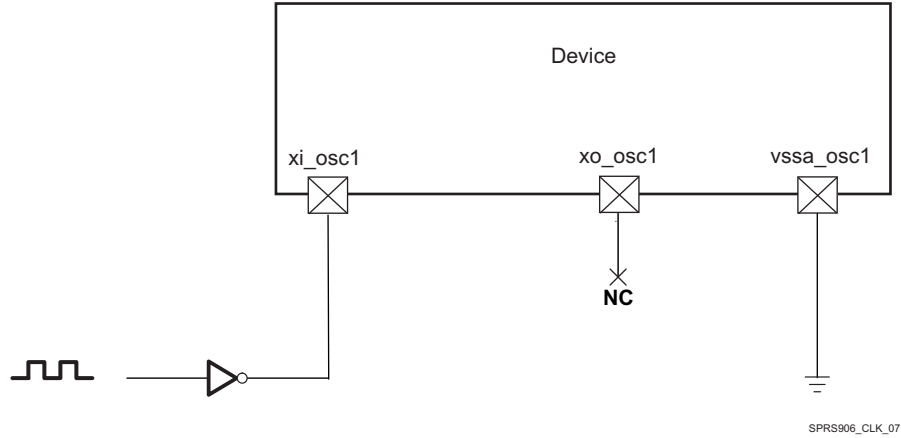 Device
xi_osc1
xo_osc1
vssa_osc1
NC
SPRS906_CLK_07